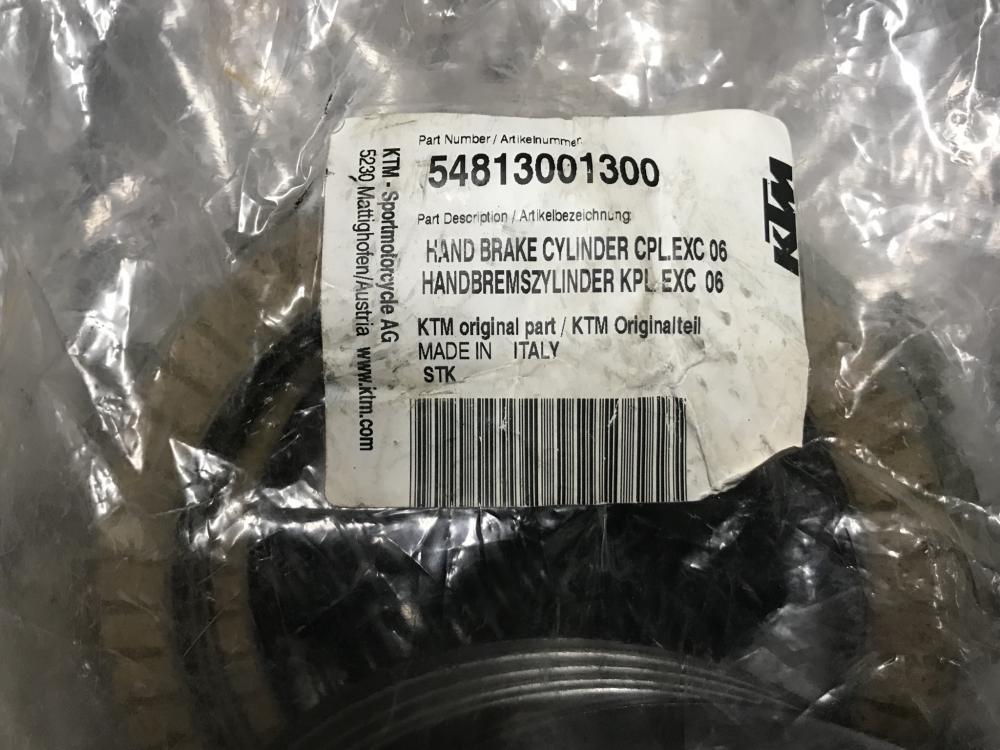 Part Number / Artikelnummer
54813001300
Part Description / Artikelbezeichnung:
HAND BRAKE CYLINDER CPL.EXC 06
HANDBREMSZYLINDER KPL. EXC 06
KTM original part / KTM Originalteil
MADE IN ITALY
STK
KTM - Sportmotorcycle AG
5230 Mattighofen/Austria www.ktm.com
KTM